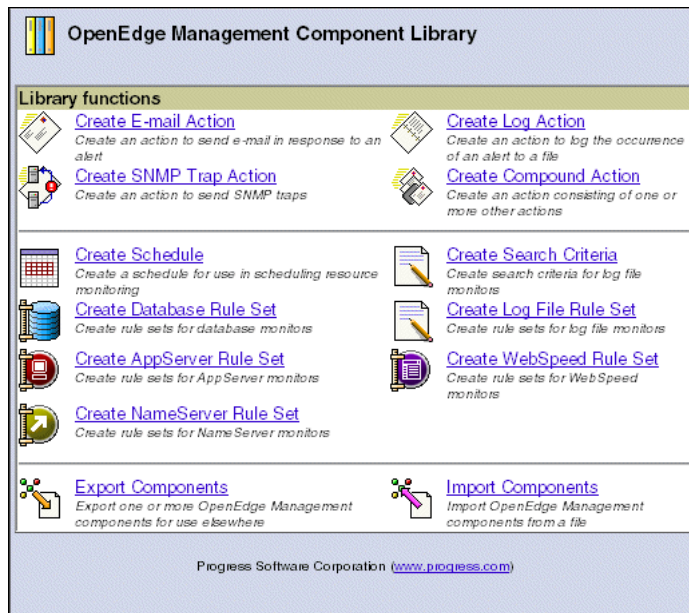 OpenEdge Management Component Library
Library functions
Create E-mail Action
Create an action to send e-mail in response to an
alert
Create Log Action
Create an action to log the occurrence
of an alert to a file
Create SNMP Trap Action
Create an action to send SNMP traps
Create Compound Action
Create an action consisting of one or
more other actions
Create Schedule
Create a schedule for use in scheduling resource
monitoring
Create Search Criteria
Create search criteria for log file
monitors
Create Database Rule Set
Create rule sets for database monitors
Create Log File Rule Set
Create rule sets for log file monitors
Create AppServer Rule Set
Create rule sets for AppServer monitors
Create WebSpeed Rule Set
Create rule sets for WebSpeed
monitors
Create NameServer Rule Set
Create rule sets for NameServer monitors
Export Components
Export one or more OpenEdge Management
components for use elsewhere
Import Components
Import OpenEdge Management
components from a file
Progress Software Corporation (www.progress.com)